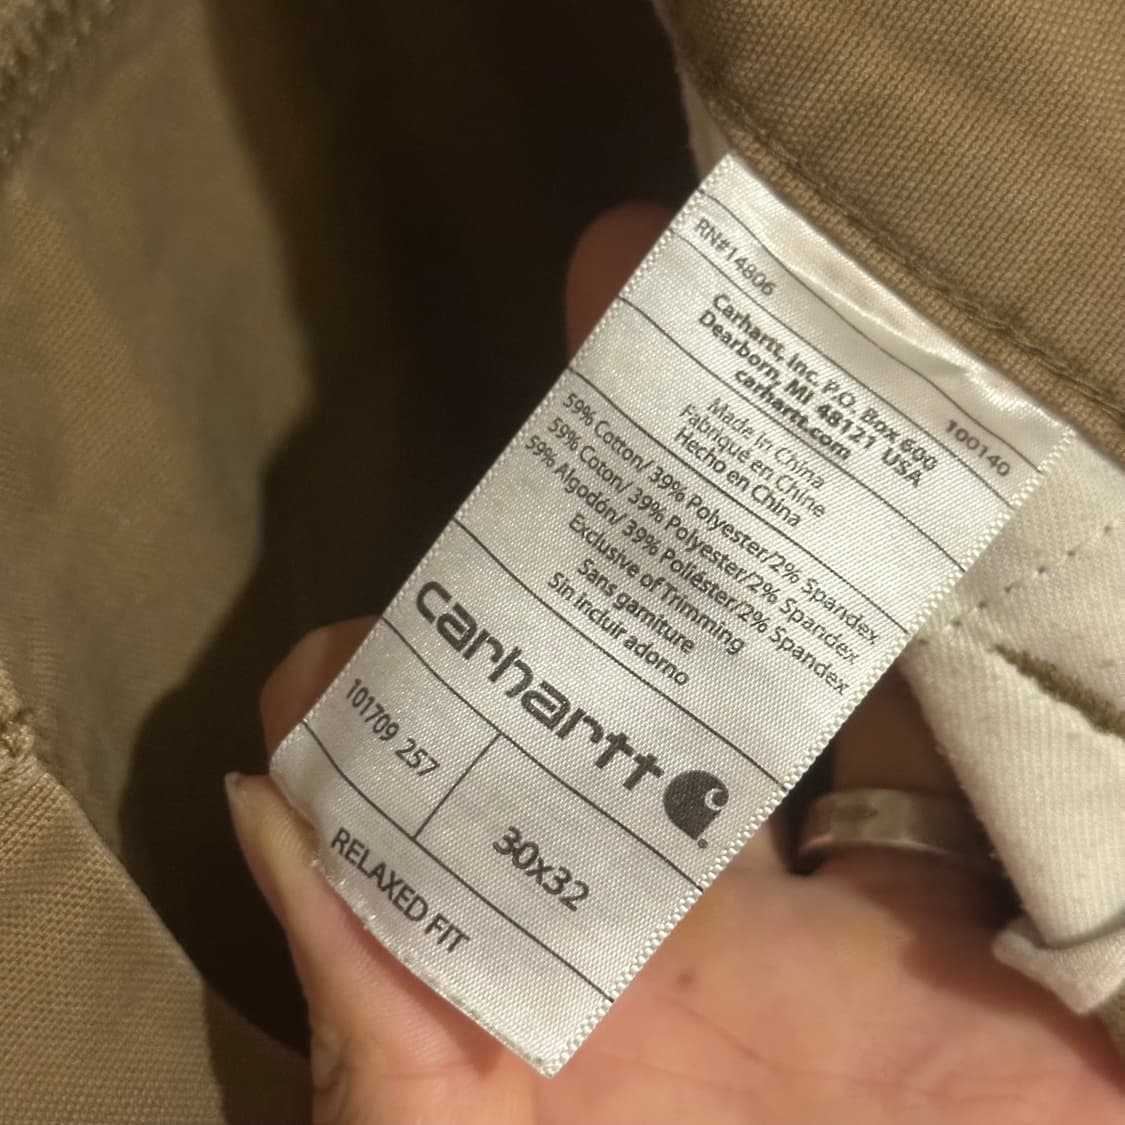 RN#14806
100140
Carhartt, Inc. P.O. Box 600
Dearborn, MI 48121 USA
carhartt.com
Made in China
Fabriqué en Chine
Hecho en China
59% Cotton/ 39% Polyester/2% Spandex
59% Coton/ 39% Polyester/2% Spandex
59% Algodon/ 39% Poliéster/2% Spandex
Exclusive of Trimming
Sans garniture
Sin incluir adorno
carhartt
101709 257
30x32
RELAXED FIT